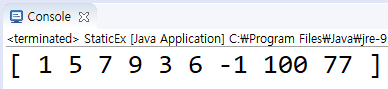 Console
<terminated> StaticEx [Java Application] C:₩Program Files₩Java₩jre-9
[ 1 5 7 9 3 6 -1 100 77 ]